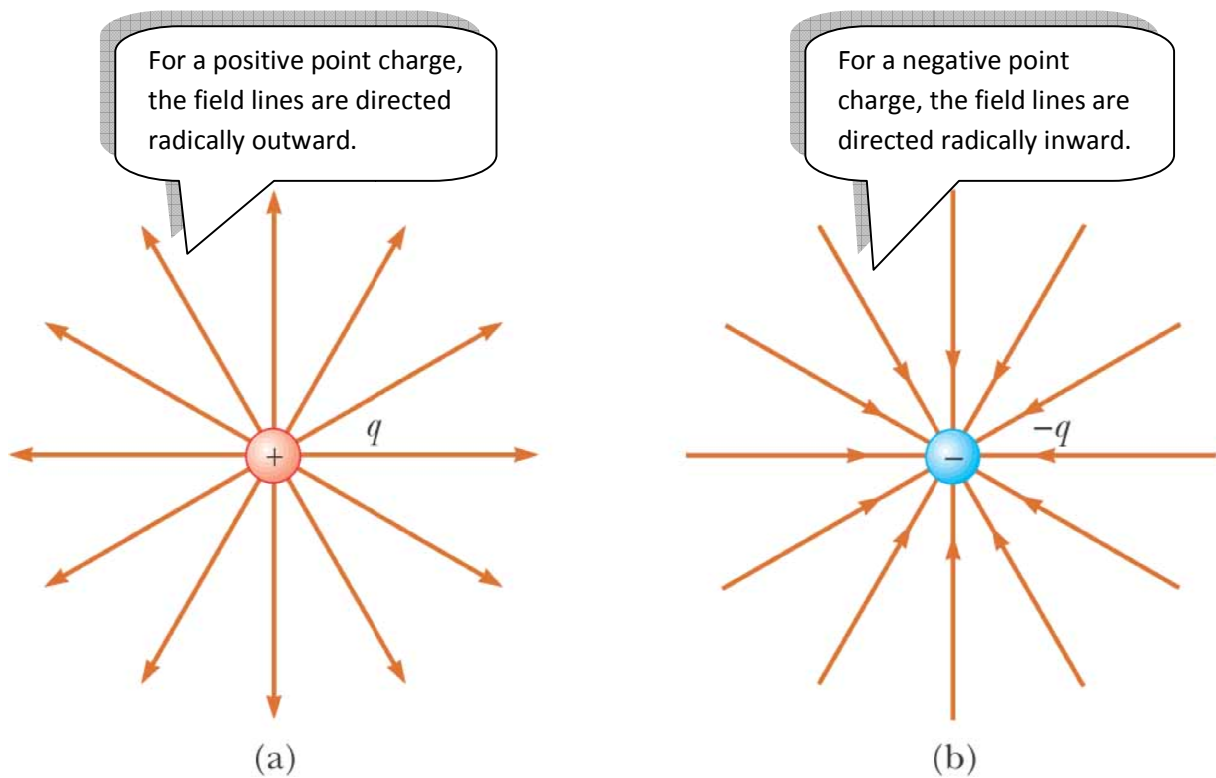 For a positive point charge,
the field lines are directed
radically outward.
For a negative point
charge, the field lines are
directed radically inward.
q
+
−q
−
(a)
(b)